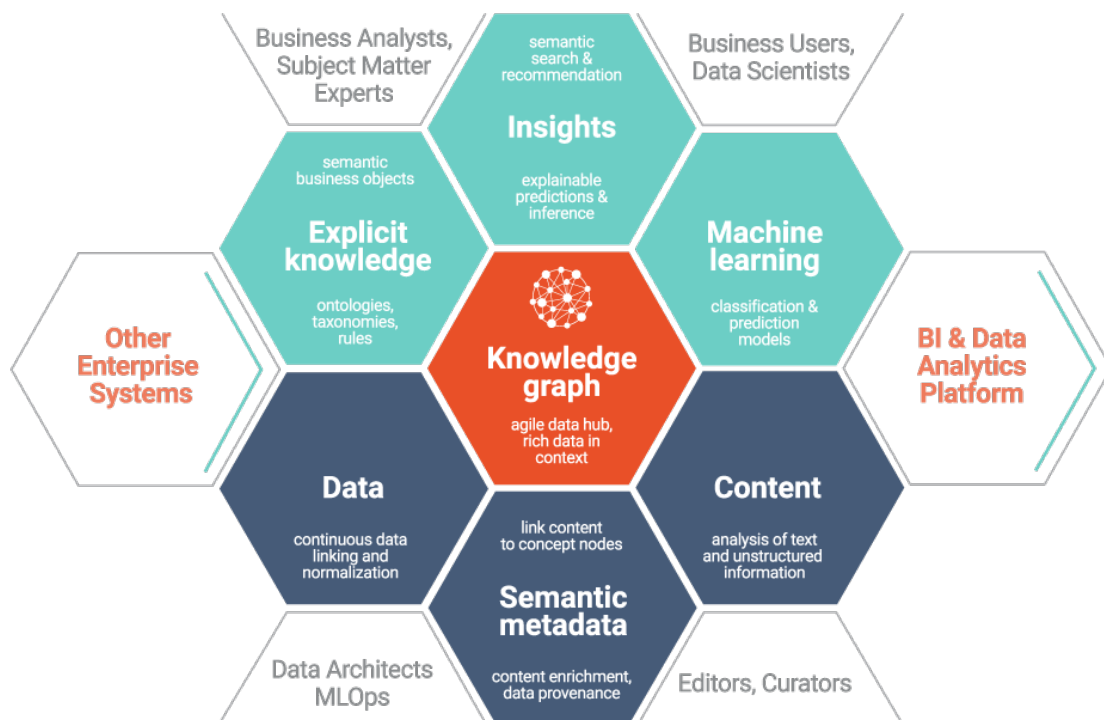 Business Analysts,
Subject Matter
Experts
semantic
search &
recommendation
Insights
explainable
predictions &
inference
Business Users,
Data Scientists
semantic
business objects
Explicit
knowledge
ontologies,
taxonomies,
rules
Machine
learning
classification &
prediction
models
Other
Enterprise
Systems
Knowledge
graph
agile data hub,
rich data in
context
BI & Data
Analytics
Platform
Data
continuous data
linking and
normalization
link content
to concept nodes
Semantic
metadata
content enrichment,
data provenance
Content
analysis of text
and unstructured
information
Data Architects
MLOps
Editors, Curators